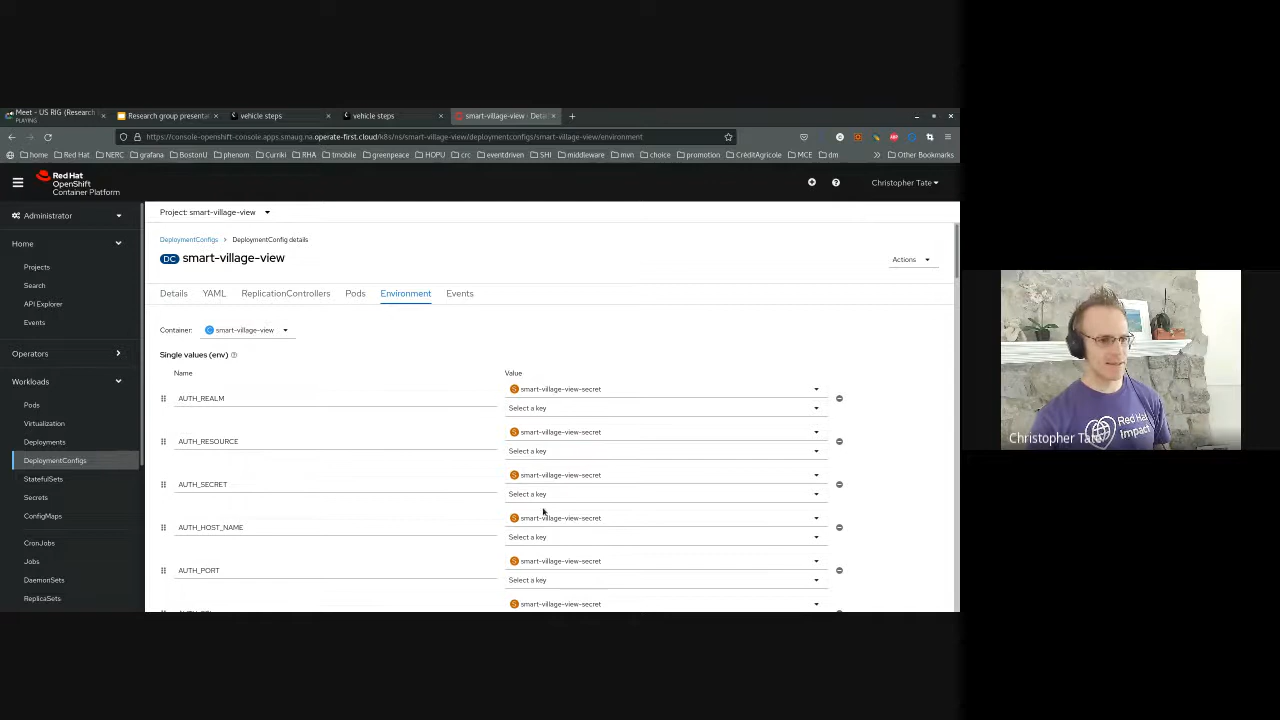 Meet - US RIG (Research
PLAYING
Research group presentat
vehicle steps
vehicle steps
smart-village-view · Detai
https://console-openshift-console.apps.smaug.na.operate-first.cloud/k8s/ns/smart-village-view/deploymentconfigs/smart-village-view/environment
home Red Hat NERC grafana BostonU phenom Curriki RHA tmobile greenpeace HOPU crc eventdriven SHI middleware mvn choice promotion CréditAgricole MCE dm Other Bookmarks
Red Hat
OpenShift
Container Platform
Christopher Tate
Administrator
Home
Projects
Search
API Explorer
Events
Operators
Workloads
Pods
Virtualization
Deployments
DeploymentConfigs
StatefulSets
Secrets
ConfigMaps
CronJobs
Jobs
DaemonSets
ReplicaSets
Project: smart-village-view
DeploymentConfigs > DeploymentConfig details
DC smart-village-view
Actions
Details YAML ReplicationControllers Pods Environment Events
Container: C smart-village-view
Single values (env)
Name Value
AUTH_REALM
S smart-village-view-secret
Select a key
AUTH_RESOURCE
S smart-village-view-secret
Select a key
AUTH_SECRET
S smart-village-view-secret
Select a key
AUTH_HOST_NAME
S smart-village-view-secret
Select a key
AUTH_PORT
S smart-village-view-secret
Select a key
S smart-village-view-secret
Red Hat
Impact
Christopher Tate